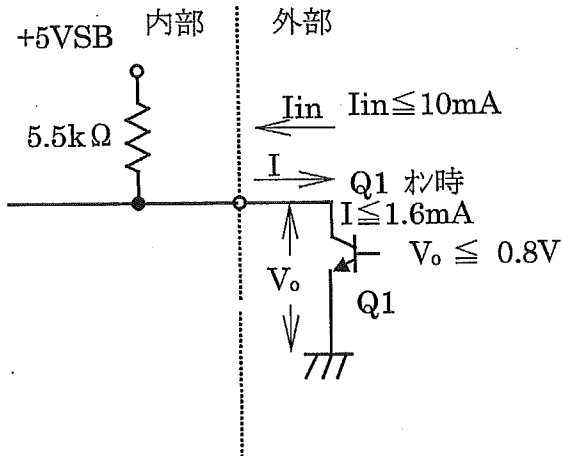 +5VSB
内部
外部
5.5kΩ
Iin
Iin≦10mA
I
Q1 オン時
I≦1.6mA
Vo ≦ 0.8V
Vo
Q1